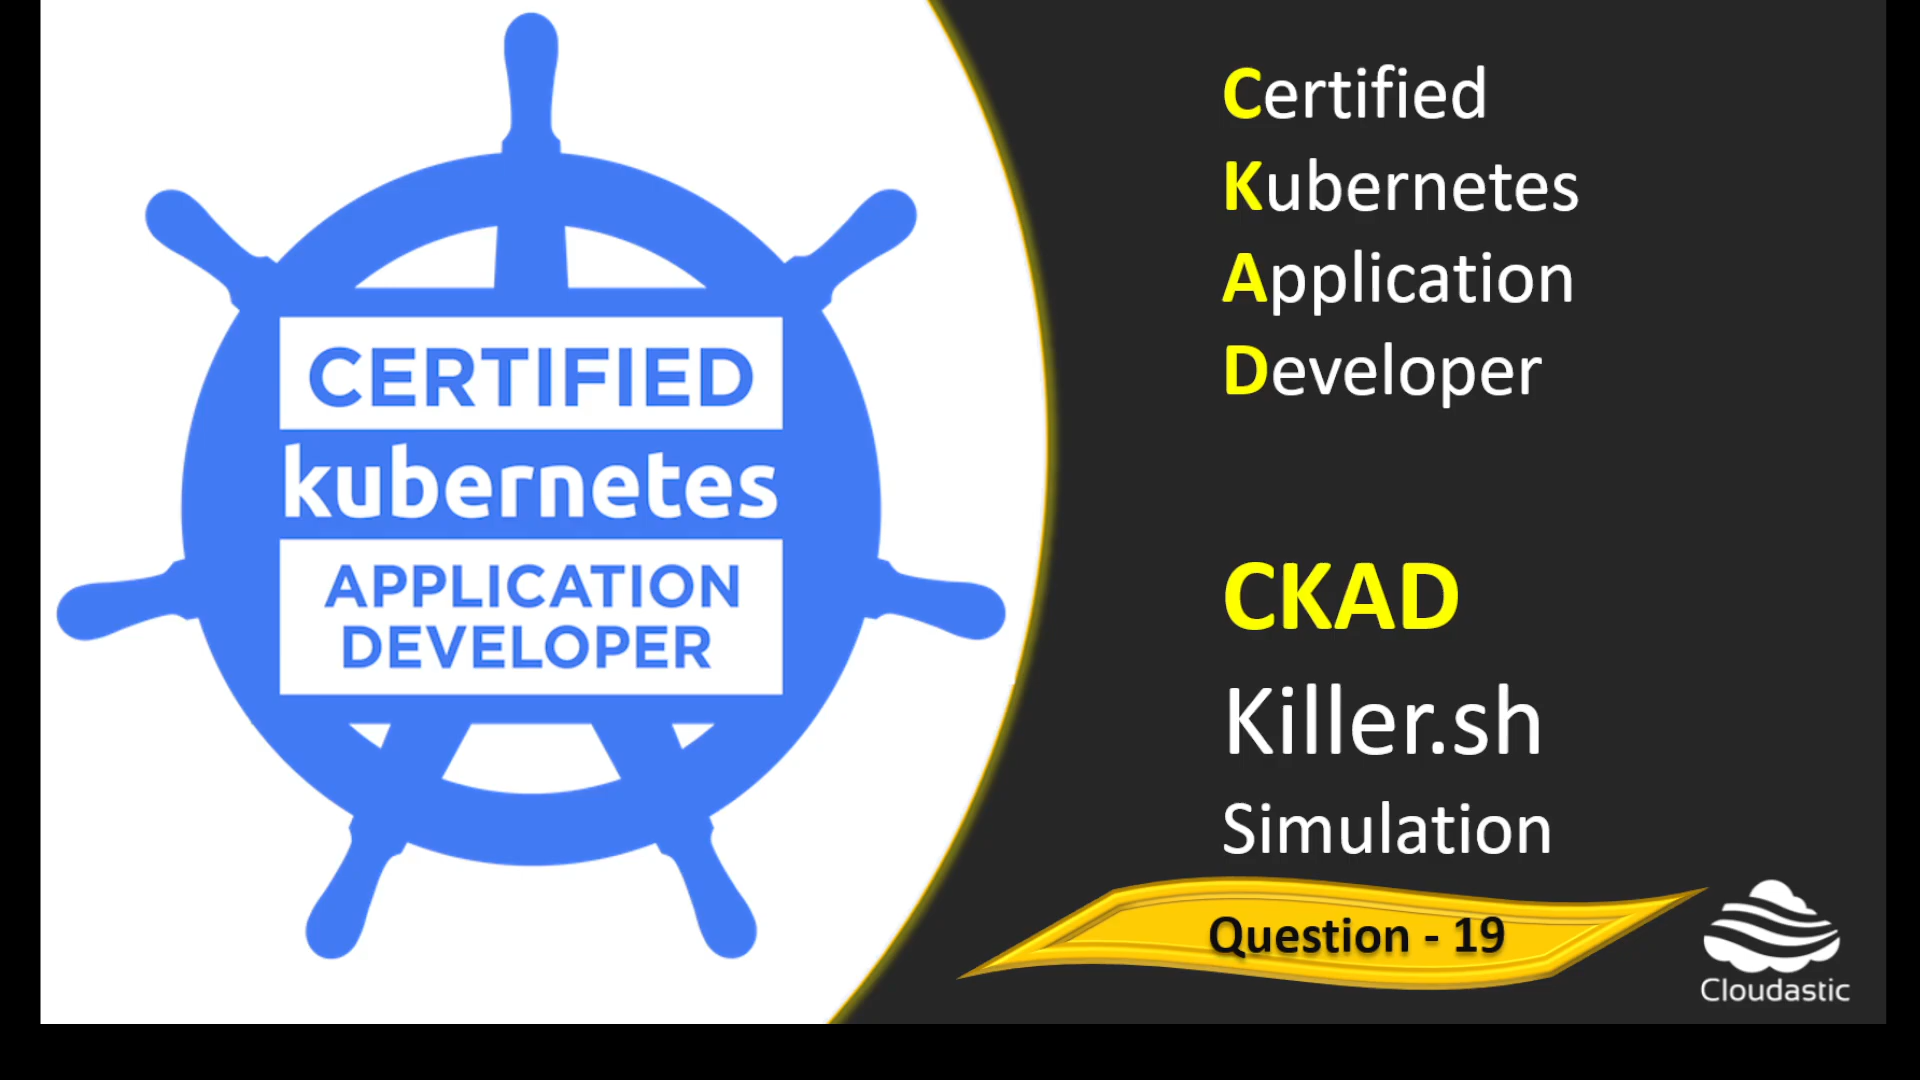 CERTIFIED
kubernetes
APPLICATION
DEVELOPER
Certified
Kubernetes
Application
Developer
CKAD
Killer.sh
Simulation
Question - 19
Cloudastic